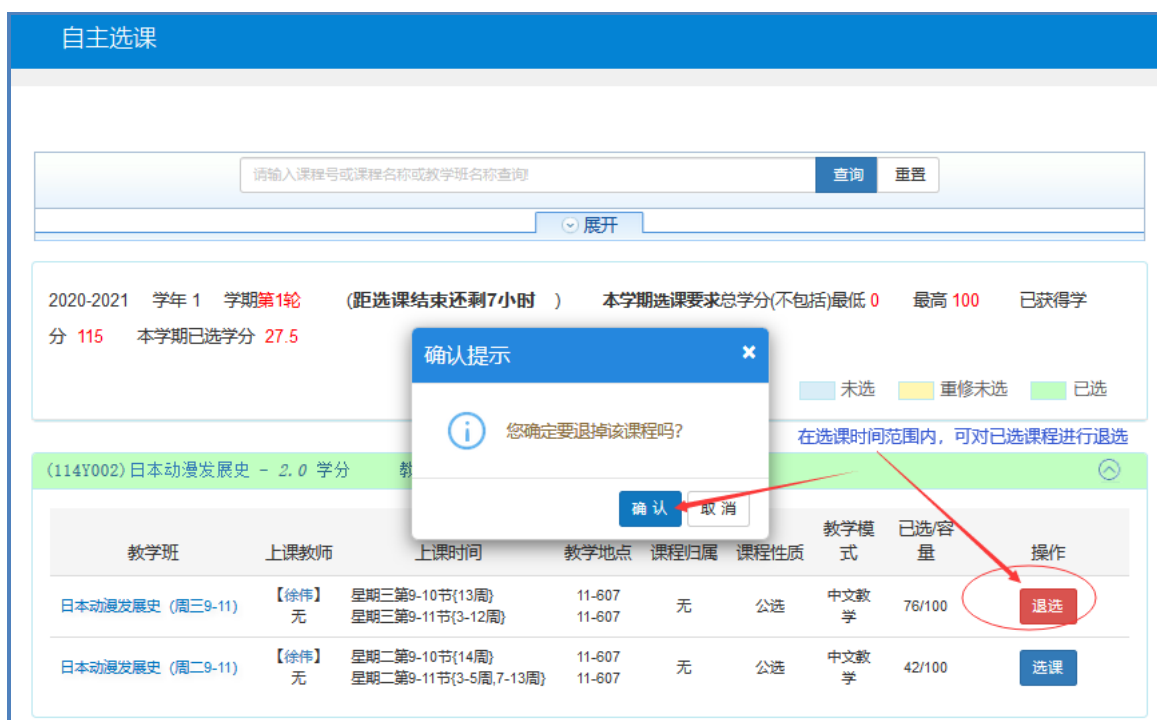 自主选课
请输入课程号或课程名称或教学班名称查询!
查询 重置
展开
2020-2021 学年 1 学期第1轮 (距选课结束还剩7小时 ) 本学期选课要求总学分(不包括)最低 0 最高 100 已获得学
分 115 本学期已选学分 27.5
确认提示 ×
未选 重修未选 已选
您确定要退掉该课程吗?
在选课时间范围内，可对已选课程进行退选
(114Y002)日本动漫发展史 - 2.0 学分
确 认 取 消
教学班 上课教师 上课时间 教学地点 课程归属 课程性质 教学模式 已选/容量 操作
日本动漫发展史 (周三9-11) 【徐伟】 无 星期三第9-10节{13周} 11-607 无 公选 中文教学 76/100 退选
星期三第9-11节{3-12周} 11-607
日本动漫发展史 (周二9-11) 【徐伟】 无 星期二第9-10节{14周} 11-607 无 公选 中文教学 42/100 选课
星期二第9-11节{3-5周,7-13周} 11-607